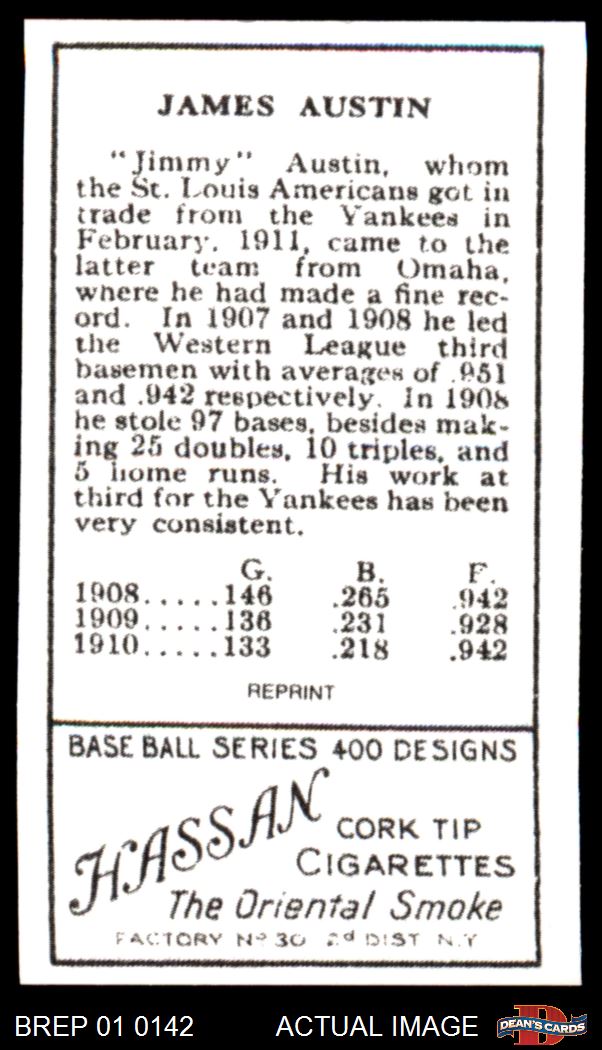 JAMES AUSTIN
"Jimmy" Austin, whom
the St. Louis Americans got in
trade from the Yankees in
February, 1911, came to the
latter team from Omaha,
where he had made a fine rec-
ord. In 1907 and 1908 he led
the Western League third
basemen with averages of .951
and .942 respectively. In 1908
he stole 97 bases, besides mak-
ing 25 doubles, 10 triples, and
5 home runs. His work at
third for the Yankees has been
very consistent.
G. B. F.
1908.....146 .265 .942
1909.....136 .231 .928
1910.....133 .218 .942
REPRINT
BASE BALL SERIES 400 DESIGNS
HASSAN
CORK TIP
CIGARETTES
The Oriental Smoke
FACTORY No 30 2d DIST N.Y
BREP 01 0142 ACTUAL IMAGE D DEAN'S CARDS